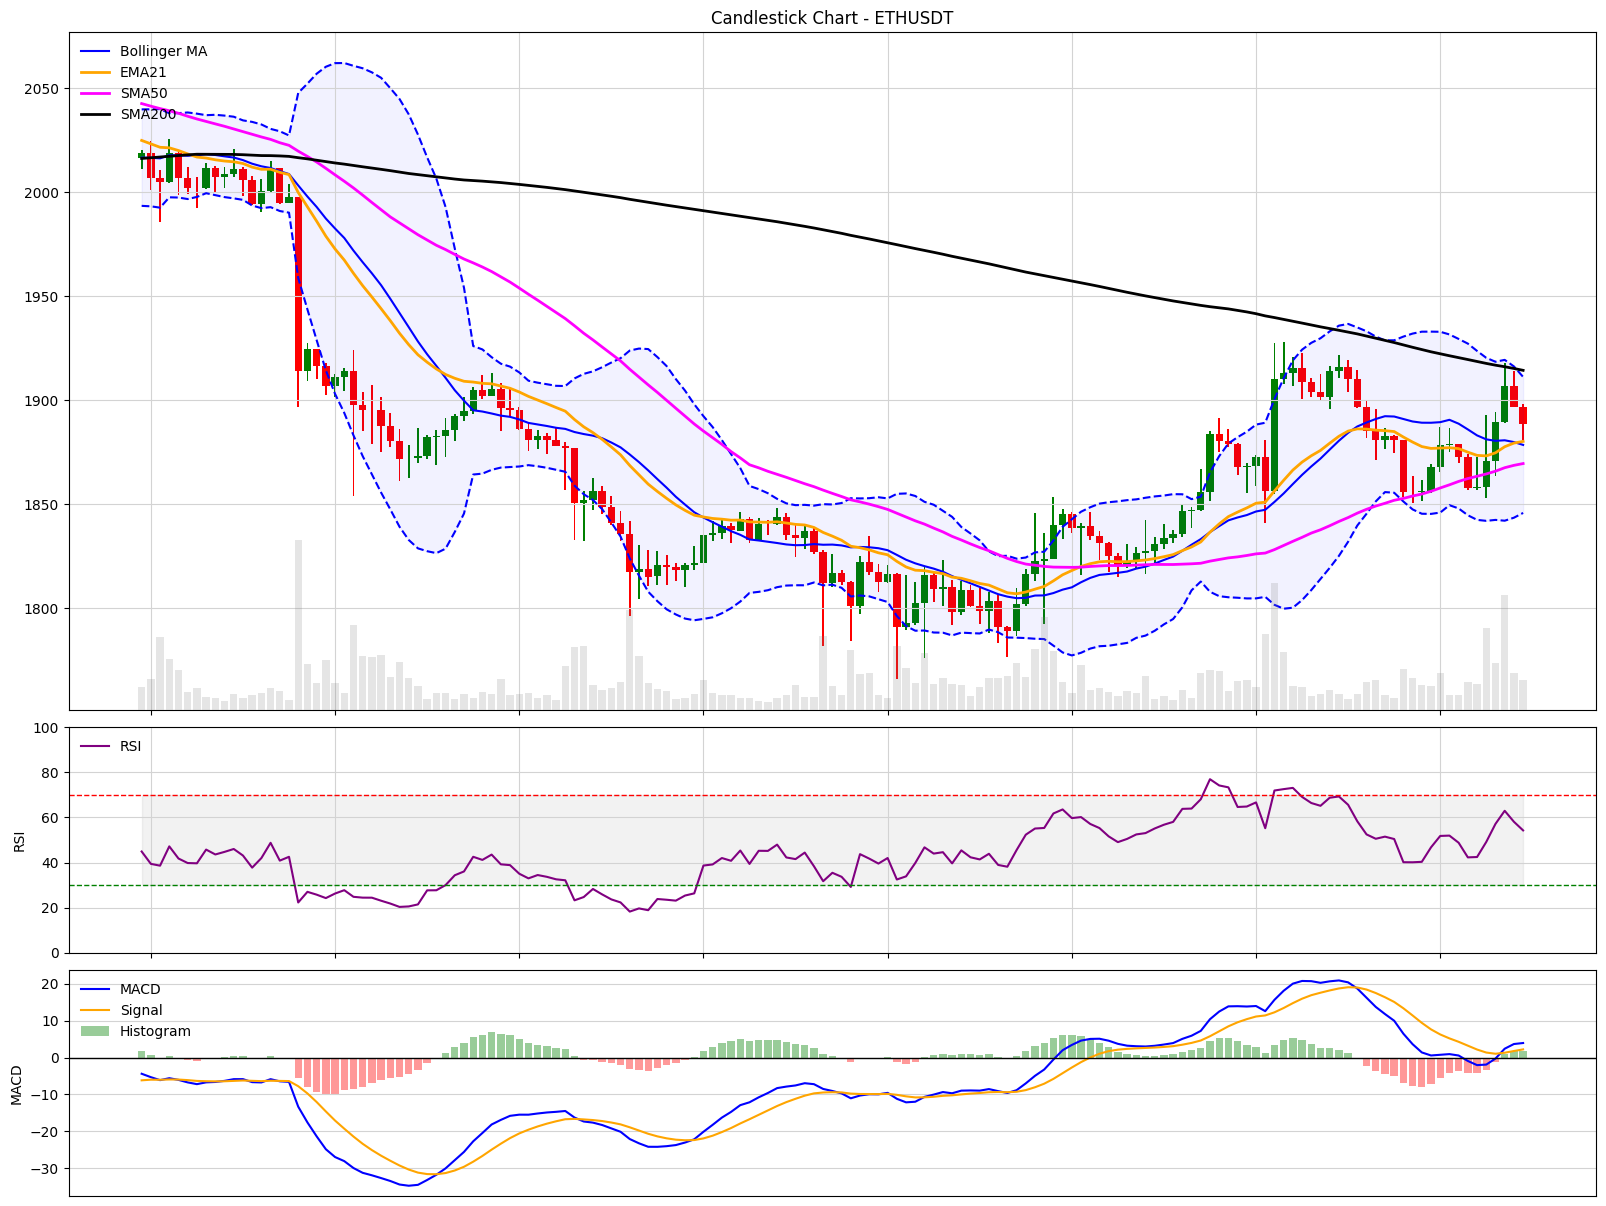 Candlestick Chart - ETHUSDT
Bollinger MA
EMA21
SMA50
SMA200
2050
2000
1950
1900
1850
1800
RSI
100
80
60
40
20
0
RSI
MACD
Signal
Histogram
20
10
0
−10
−20
−30
MACD